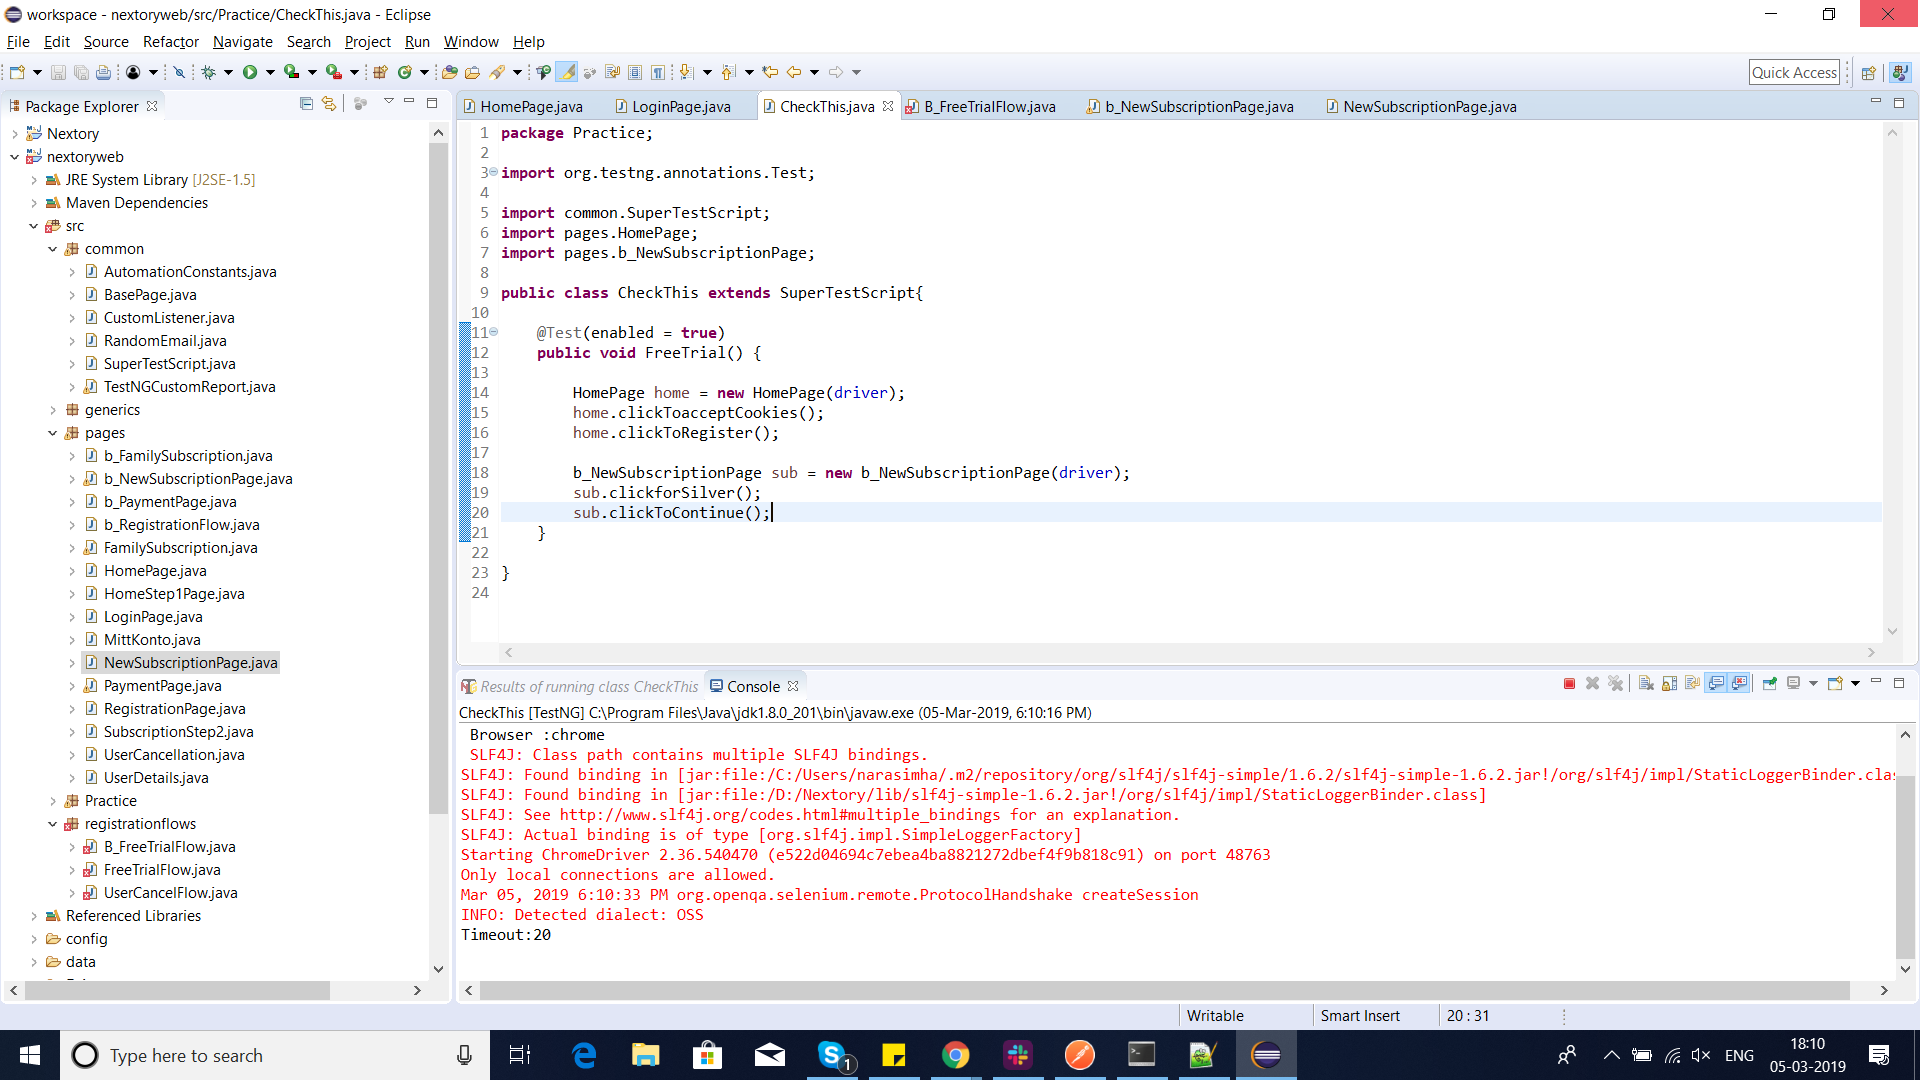 workspace - nextoryweb/src/Practice/CheckThis.java - Eclipse
File Edit Source Refactor Navigate Search Project Run Window Help
Quick Access
Package Explorer
Nextory
nextoryweb
JRE System Library [J2SE-1.5]
Maven Dependencies
src
common
AutomationConstants.java
BasePage.java
CustomListener.java
RandomEmail.java
SuperTestScript.java
TestNGCustomReport.java
generics
pages
b_FamilySubscription.java
b_NewSubscriptionPage.java
b_PaymentPage.java
b_RegistrationFlow.java
FamilySubscription.java
HomePage.java
HomeStep1Page.java
LoginPage.java
MittKonto.java
NewSubscriptionPage.java
PaymentPage.java
RegistrationPage.java
SubscriptionStep2.java
UserCancellation.java
UserDetails.java
Practice
registrationflows
B_FreeTrialFlow.java
FreeTrialFlow.java
UserCancelFlow.java
Referenced Libraries
config
data
HomePage.java LoginPage.java CheckThis.java B_FreeTrialFlow.java b_NewSubscriptionPage.java NewSubscriptionPage.java
1 package Practice;
2
3 import org.testng.annotations.Test;
4
5 import common.SuperTestScript;
6 import pages.HomePage;
7 import pages.b_NewSubscriptionPage;
8
9 public class CheckThis extends SuperTestScript{
10
11 @Test(enabled = true)
12 public void FreeTrial() {
13
14 HomePage home = new HomePage(driver);
15 home.clickToacceptCookies();
16 home.clickToRegister();
17
18 b_NewSubscriptionPage sub = new b_NewSubscriptionPage(driver);
19 sub.clickforSilver();
20 sub.clickToContinue();
21 }
22
23 }
24
Results of running class CheckThis Console
CheckThis [TestNG] C:\Program Files\Java\jdk1.8.0_201\bin\javaw.exe (05-Mar-2019, 6:10:16 PM)
Browser :chrome
SLF4J: Class path contains multiple SLF4J bindings.
SLF4J: Found binding in [jar:file:/C:/Users/narasimha/.m2/repository/org/slf4j/slf4j-simple/1.6.2/slf4j-simple-1.6.2.jar!/org/slf4j/impl/StaticLoggerBinder.clas
SLF4J: Found binding in [jar:file:/D:/Nextory/lib/slf4j-simple-1.6.2.jar!/org/slf4j/impl/StaticLoggerBinder.class]
SLF4J: See http://www.slf4j.org/codes.html#multiple_bindings for an explanation.
SLF4J: Actual binding is of type [org.slf4j.impl.SimpleLoggerFactory]
Starting ChromeDriver 2.36.540470 (e522d04694c7ebea4ba8821272dbef4f9b818c91) on port 48763
Only local connections are allowed.
Mar 05, 2019 6:10:33 PM org.openqa.selenium.remote.ProtocolHandshake createSession
INFO: Detected dialect: OSS
Timeout:20
Writable Smart Insert 20 : 31
Type here to search
1
ENG
18:10
05-03-2019